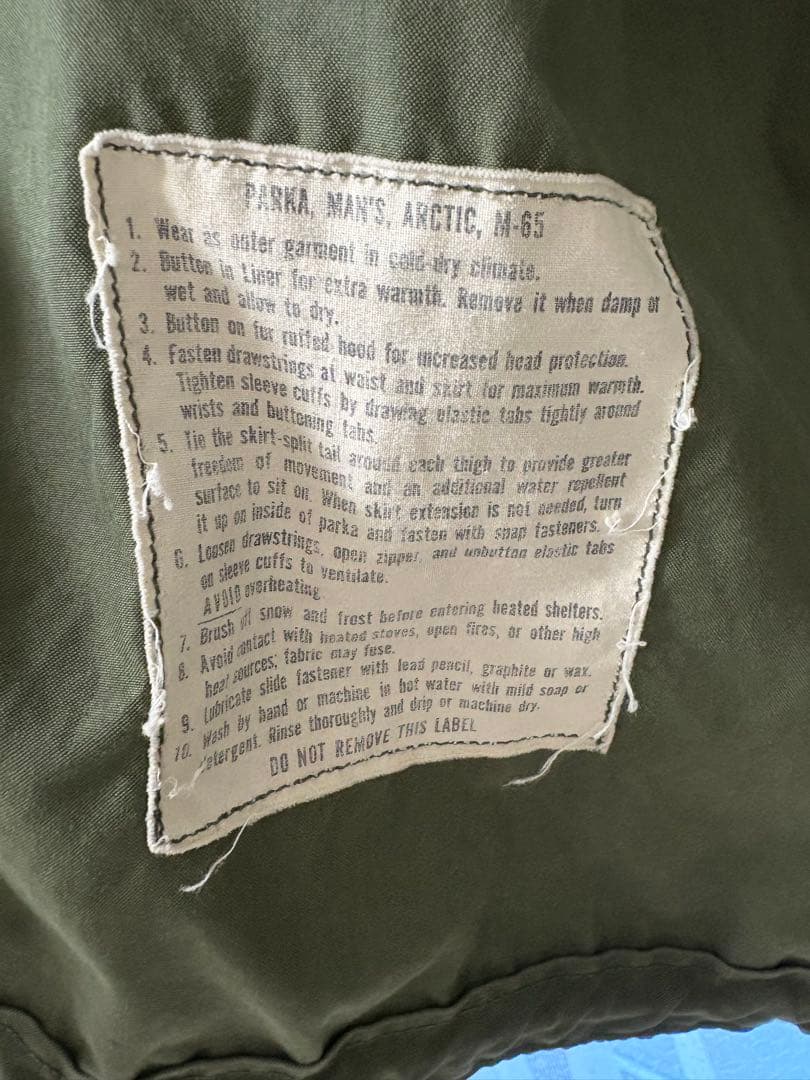 PARKA, MAN'S, ARCTIC, M-65
1. Wear as outer garment in cold-dry climate.
2. Button in Liner for extra warmth. Remove it when damp or
wet and allow to dry.
3. Button on fur ruffed hood for increased head protection.
4. Fasten drawstrings at waist and skirt for maximum warmth.
Tighten sleeve cuffs by drawing elastic tabs tightly around
wrists and buttoning tabs.
5. Tie the skirt-split tail around each thigh to provide greater
freedom of movement and an additional water repellent
surface to sit on. When skirt extension is not needed, turn
it up on inside of parka and fasten with snap fasteners.
6. Loosen drawstrings, open zipper, and unbutton elastic tabs
on sleeve cuffs to ventilate.
AVOID overheating
7. Brush off snow and frost before entering heated shelters.
8. Avoid contact with heated stoves, open fires, or other high
heat sources; fabric may fuse.
9. Lubricate slide fastener with lead pencil, graphite or wax.
10. Wash by hand or machine in hot water with mild soap or
detergent. Rinse thoroughly and drip or machine dry.
DO NOT REMOVE THIS LABEL